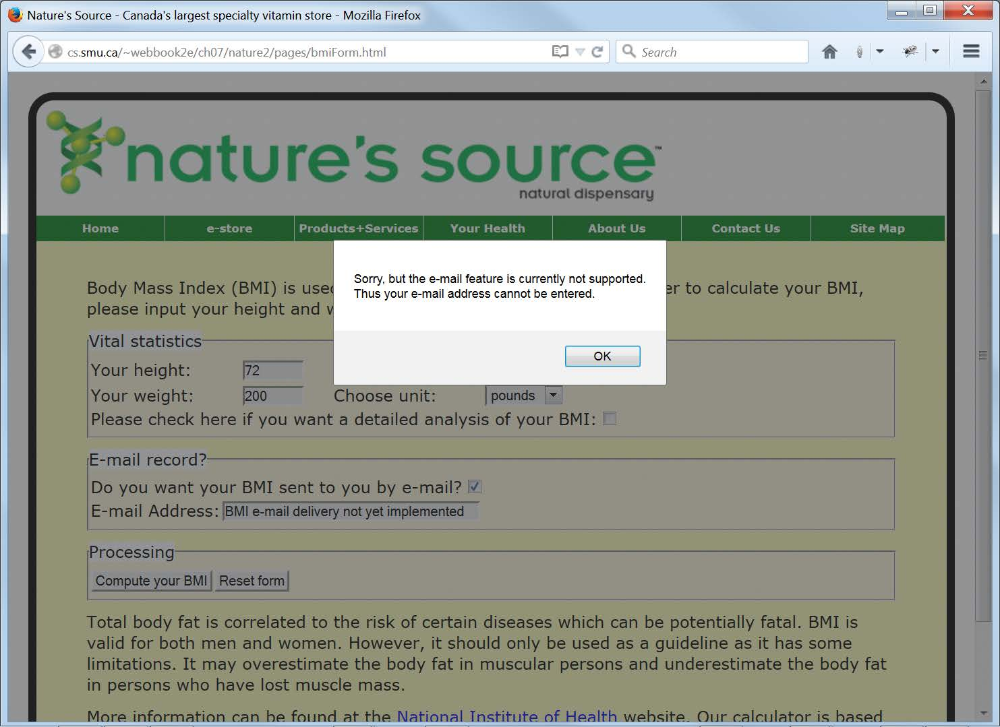 Nature's Source - Canada's largest specialty vitamin store - Mozilla Firefox
cs.smu.ca/~webbook2e/ch07/nature2/pages/bmiForm.html
Search
nature's source™
natural dispensary
Home e-store Products+Services Your Health About Us Contact Us Site Map
Sorry, but the e-mail feature is currently not supported.
Thus your e-mail address cannot be entered.
OK
Body Mass Index (BMI) is used er to calculate your BMI,
please input your height and w
Vital statistics
Your height: 72
Your weight: 200 Choose unit: pounds
Please check here if you want a detailed analysis of your BMI:
E-mail record?
Do you want your BMI sent to you by e-mail?
E-mail Address: BMI e-mail delivery not yet implemented
Processing
Compute your BMI Reset form
Total body fat is correlated to the risk of certain diseases which can be potentially fatal. BMI is
valid for both men and women. However, it should only be used as a guideline as it has some
limitations. It may overestimate the body fat in muscular persons and underestimate the body fat
in persons who have lost muscle mass.
More information can be found at the National Institute of Health website. Our calculator is based